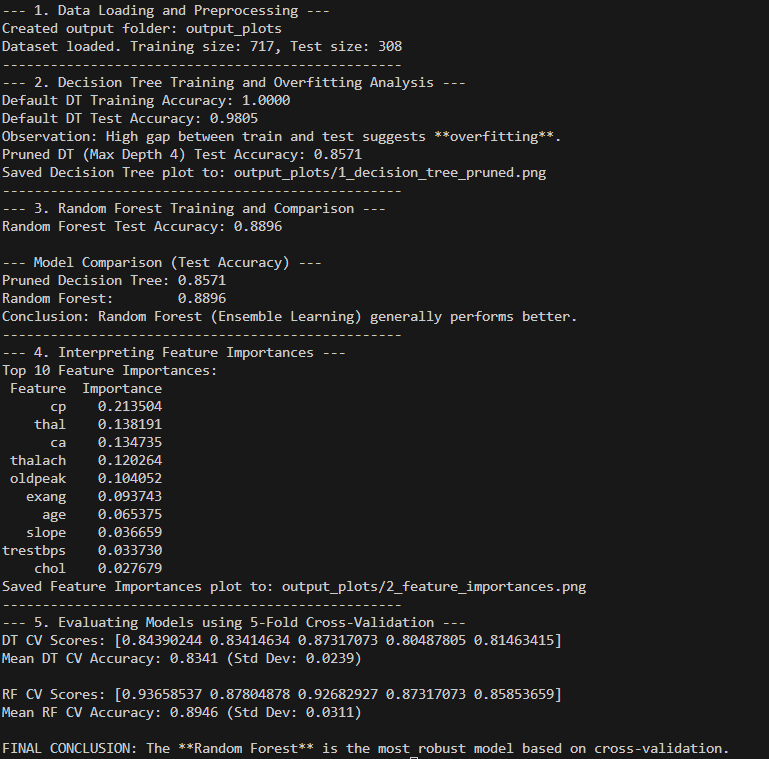 --- 1. Data Loading and Preprocessing ---
Created output folder: output_plots
Dataset loaded. Training size: 717, Test size: 308
--------------------------------------------------
--- 2. Decision Tree Training and Overfitting Analysis ---
Default DT Training Accuracy: 1.0000
Default DT Test Accuracy: 0.9805
Observation: High gap between train and test suggests **overfitting**.
Pruned DT (Max Depth 4) Test Accuracy: 0.8571
Saved Decision Tree plot to: output_plots/1_decision_tree_pruned.png
--------------------------------------------------
--- 3. Random Forest Training and Comparison ---
Random Forest Test Accuracy: 0.8896

--- Model Comparison (Test Accuracy) ---
Pruned Decision Tree: 0.8571
Random Forest:        0.8896
Conclusion: Random Forest (Ensemble Learning) generally performs better.
--------------------------------------------------
--- 4. Interpreting Feature Importances ---
Top 10 Feature Importances:
 Feature  Importance
      cp    0.213504
    thal    0.138191
      ca    0.134735
 thalach    0.120264
 oldpeak    0.104052
   exang    0.093743
     age    0.065375
   slope    0.036659
trestbps    0.033730
    chol    0.027679
Saved Feature Importances plot to: output_plots/2_feature_importances.png
--------------------------------------------------
--- 5. Evaluating Models using 5-Fold Cross-Validation ---
DT CV Scores: [0.84390244 0.83414634 0.87317073 0.80487805 0.81463415]
Mean DT CV Accuracy: 0.8341 (Std Dev: 0.0239)

RF CV Scores: [0.93658537 0.87804878 0.92682927 0.87317073 0.85853659]
Mean RF CV Accuracy: 0.8946 (Std Dev: 0.0311)

FINAL CONCLUSION: The **Random Forest** is the most robust model based on cross-validation.